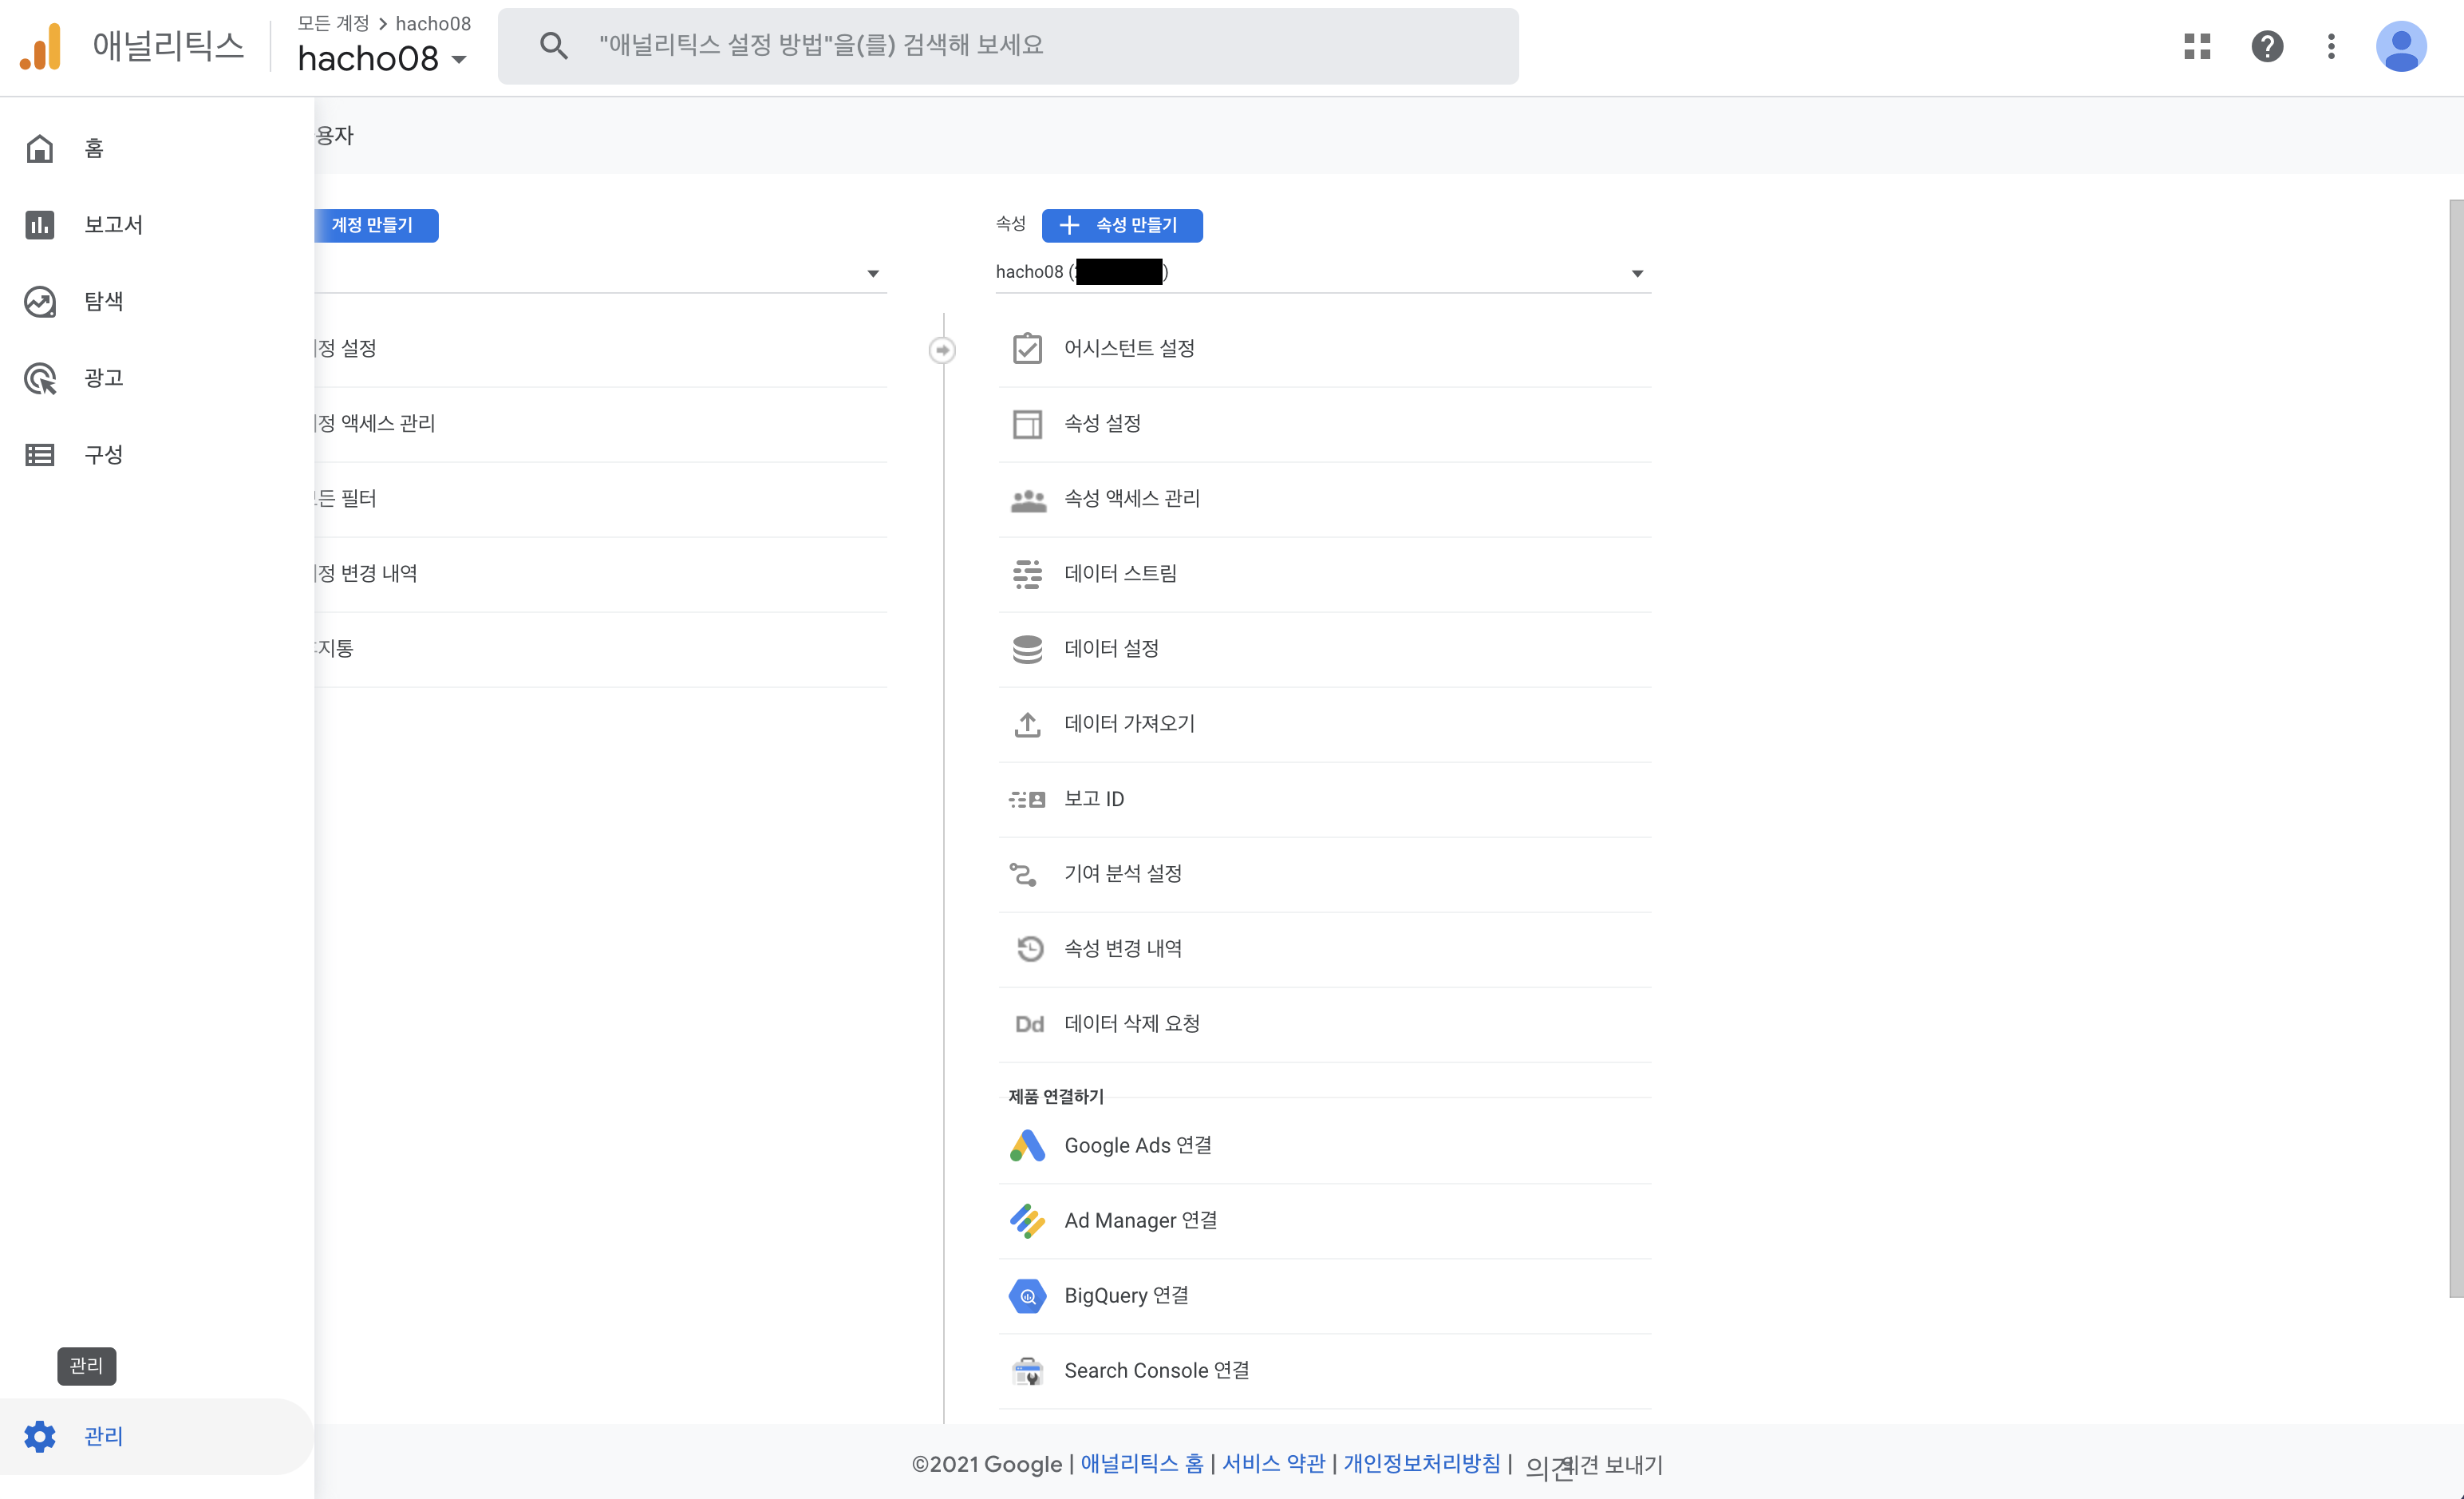 애널리틱스
모든 계정 > hacho08
hacho08
"애널리틱스 설정 방법"을(를) 검색해 보세요
홈
보고서
탐색
광고
구성
관리
관리
용자
계정 만들기
정 설정
정 액세스 관리
든 필터
정 변경 내역
지통
속성
속성 만들기
hacho08 ( )
어시스턴트 설정
속성 설정
속성 액세스 관리
데이터 스트림
데이터 설정
데이터 가져오기
보고 ID
기여 분석 설정
속성 변경 내역
Dd 데이터 삭제 요청
제품 연결하기
Google Ads 연결
Ad Manager 연결
BigQuery 연결
Search Console 연결
©2021 Google | 애널리틱스 홈 | 서비스 약관 | 개인정보처리방침 | 의견 의견 보내기